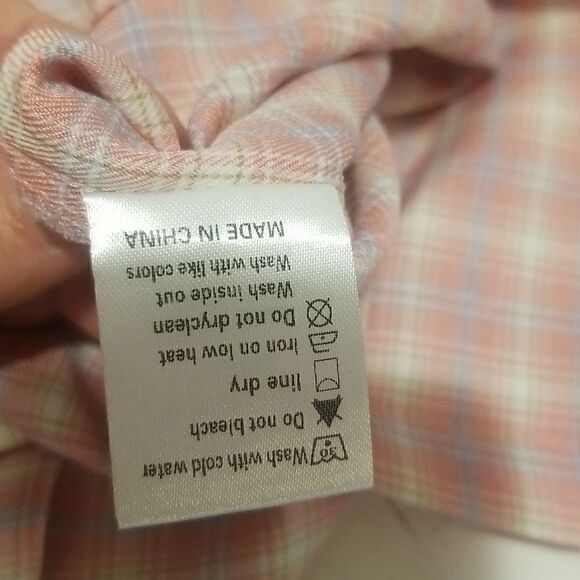 30 Wash with cold water
Do not bleach
line dry
Iron on low heat
Do not dryclean
Wash inside out
Wash with like colors
MADE IN CHINA